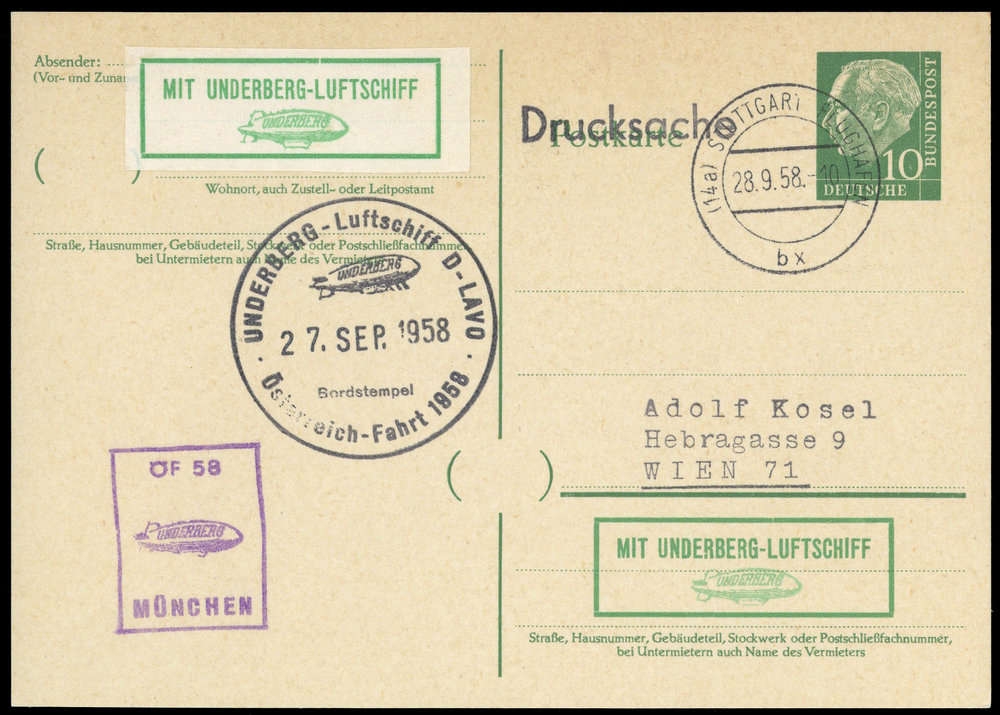 Absender:
(Vor- und Zuna
MIT UNDERBERG-LUFTSCHIFF
UNDERBERG
Wohnort, auch Zustell- oder Leitpostamt
Straße, Hausnummer, Gebäudeteil, Stockwerk oder Postschließfachnummer,
bei Untermietern auch Name des Vermieters
UNDERBERG-Luftschiff D-LAVO
UNDERBERG
27. SEP. 1958
Bordstempel
Österreich-Fahrt 1958
ÖF 58
UNDERBERG
MÜNCHEN
Drucksache
Postkarte
(14a) STUTTGART FLUGHAFEN
28.9.58.-10
bx
10
DEUTSCHE
BUNDESPOST
Adolf Kosel
Hebragasse 9
WIEN 71
MIT UNDERBERG-LUFTSCHIFF
UNDERBERG
Straße, Hausnummer, Gebäudeteil, Stockwerk oder Postschließfachnummer,
bei Untermietern auch Name des Vermieters